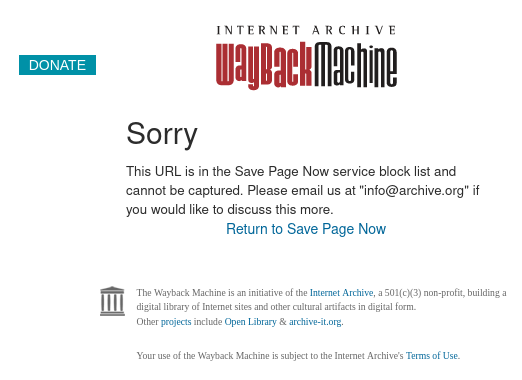 INTERNET ARCHIVE
WayBackMachine
DONATE
Sorry
This URL is in the Save Page Now service block list and
cannot be captured. Please email us at "info@archive.org" if
you would like to discuss this more.
Return to Save Page Now
The Wayback Machine is an initiative of the Internet Archive, a 501(c)(3) non-profit, building a
digital library of Internet sites and other cultural artifacts in digital form.
Other projects include Open Library & archive-it.org.
Your use of the Wayback Machine is subject to the Internet Archive's Terms of Use.